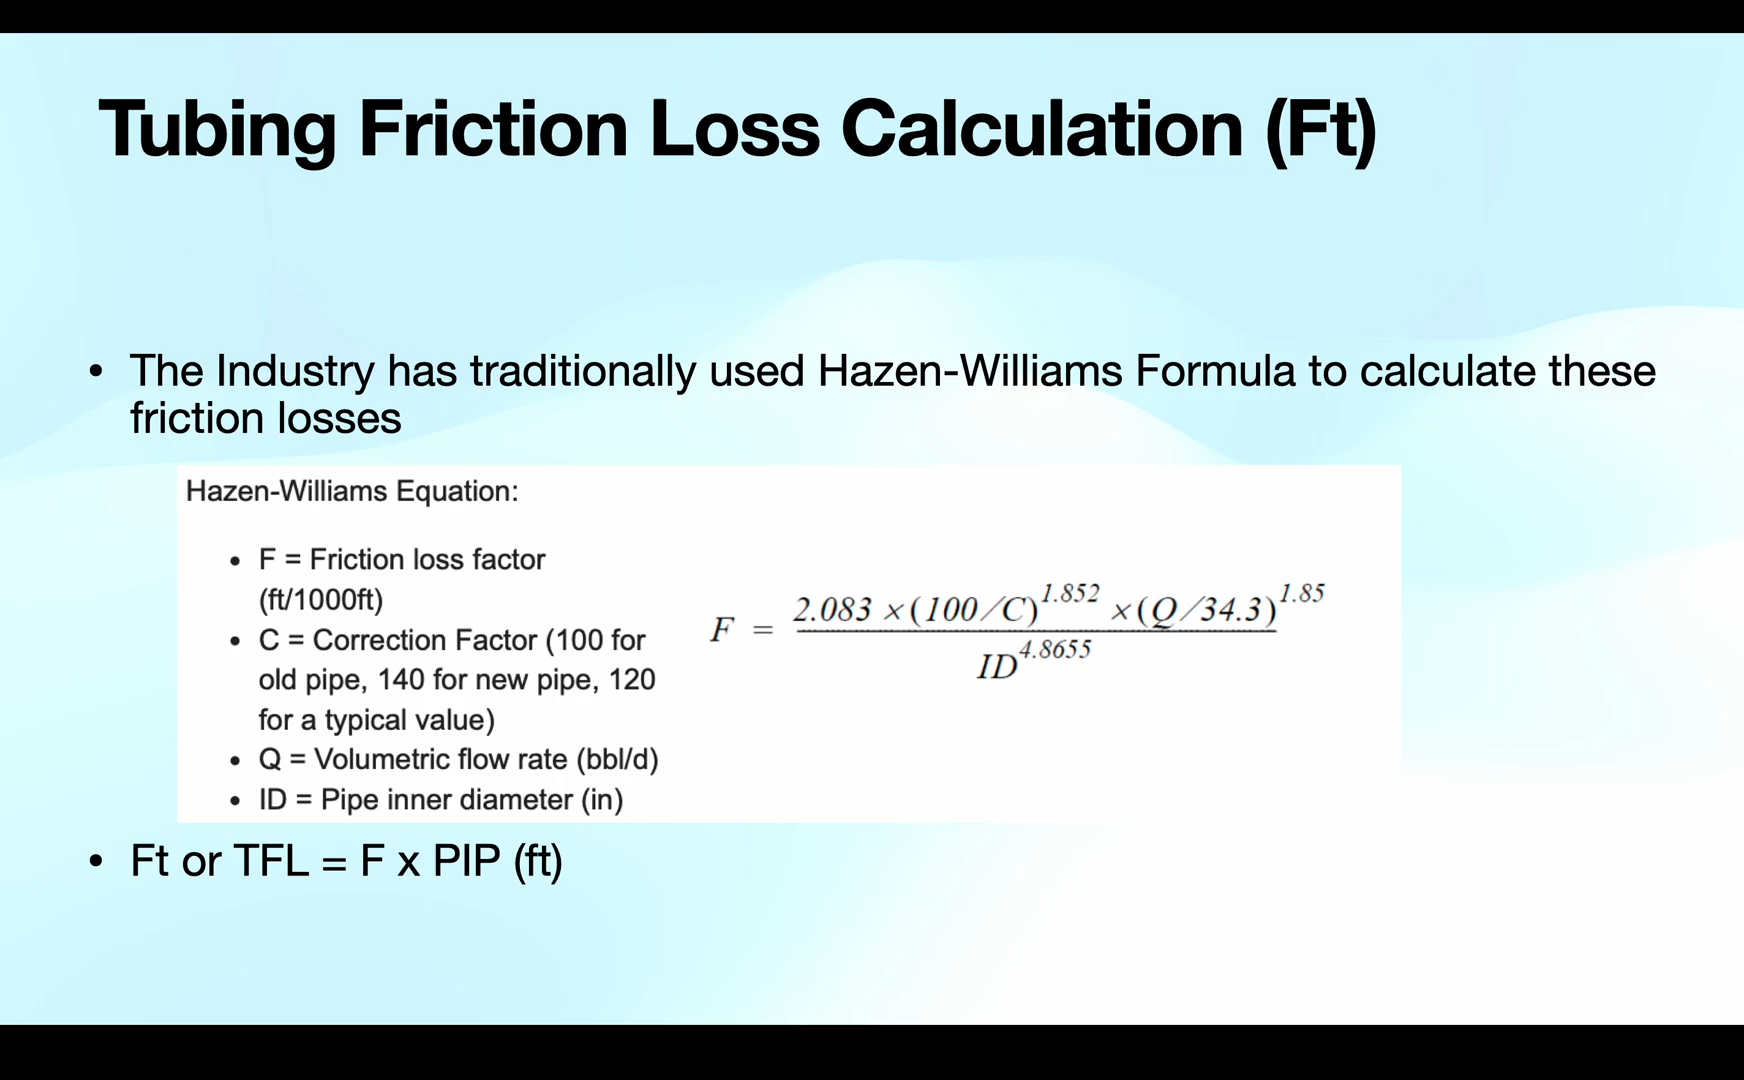 Tubing Friction Loss Calculation (Ft)
• The Industry has traditionally used Hazen-Williams Formula to calculate these
friction losses
Hazen-Williams Equation:
• F = Friction loss factor
(ft/1000ft)
• C = Correction Factor (100 for
old pipe, 140 for new pipe, 120
for a typical value)
• Q = Volumetric flow rate (bbl/d)
• ID = Pipe inner diameter (in)
F = 2.083 ×(100/C)^1.852 ×(Q/34.3)^1.85
ID^4.8655
• Ft or TFL = F x PIP (ft)